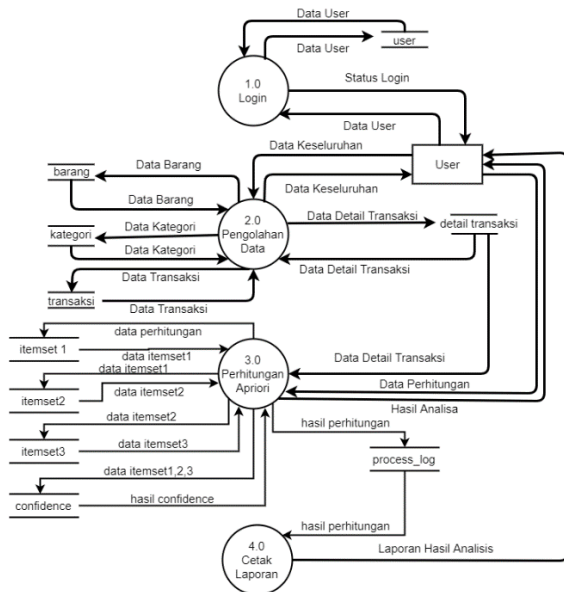 Data User
user
Data User
1.0
Login
Status Login
Data User
Data Keseluruhan
User
barang
Data Barang
Data Keseluruhan
Data Barang
2.0
Pengolahan
Data
Data Detail Transaksi
detail transaksi
kategori
Data Kategori
Data Kategori
Data Detail Transaksi
Data Transaksi
transaksi
Data Transaksi
data perhitungan
itemset 1
data itemset1
3.0
Perhitungan
Apriori
Data Detail Transaksi
data itemset1
Data Perhitungan
itemset2
data itemset2
Hasil Analisa
data itemset2
hasil perhitungan
itemset3
data itemset3
process_log
data itemset1,2,3
confidence
hasil confidence
hasil perhitungan
4.0
Cetak
Laporan
Laporan Hasil Analisis